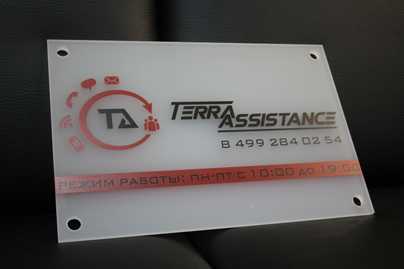 TA
TERRA
ASSISTANCE
8 499 284 02 54
РЕЖИМ РАБОТЫ: ПН-ПТ С 10:00 ДО 19:00